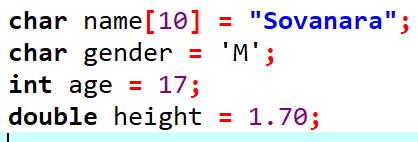 char name[10] = "Sovanara";
char gender = 'M';
int age = 17;
double height = 1.70;